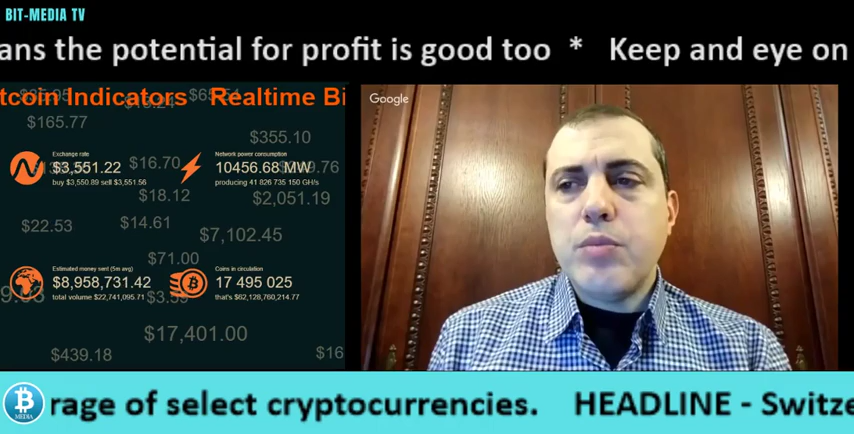 BIT-MEDIA TV
ans the potential for profit is good too * Keep and eye on
tcoin Indicators Realtime Bi
$165.77
$355.10
Exchange rate
$3,551.22
buy $3,550.89 sell $3,551.56
$16.70
Network power consumption
10456.68 MW
producing 41 826 735 150 GH/s
$18.12
$2,051.19
$22.53
$14.61
$7,102.45
$71.00
Estimated money sent (5m avg)
$8,958,731.42
total volume $22,741,095.71
Coins in circulation
17 495 025
that's $62,128,760,214.77
$17,401.00
$439.18
$16
Google
B
MEDIA
rage of select cryptocurrencies. HEADLINE - Switze